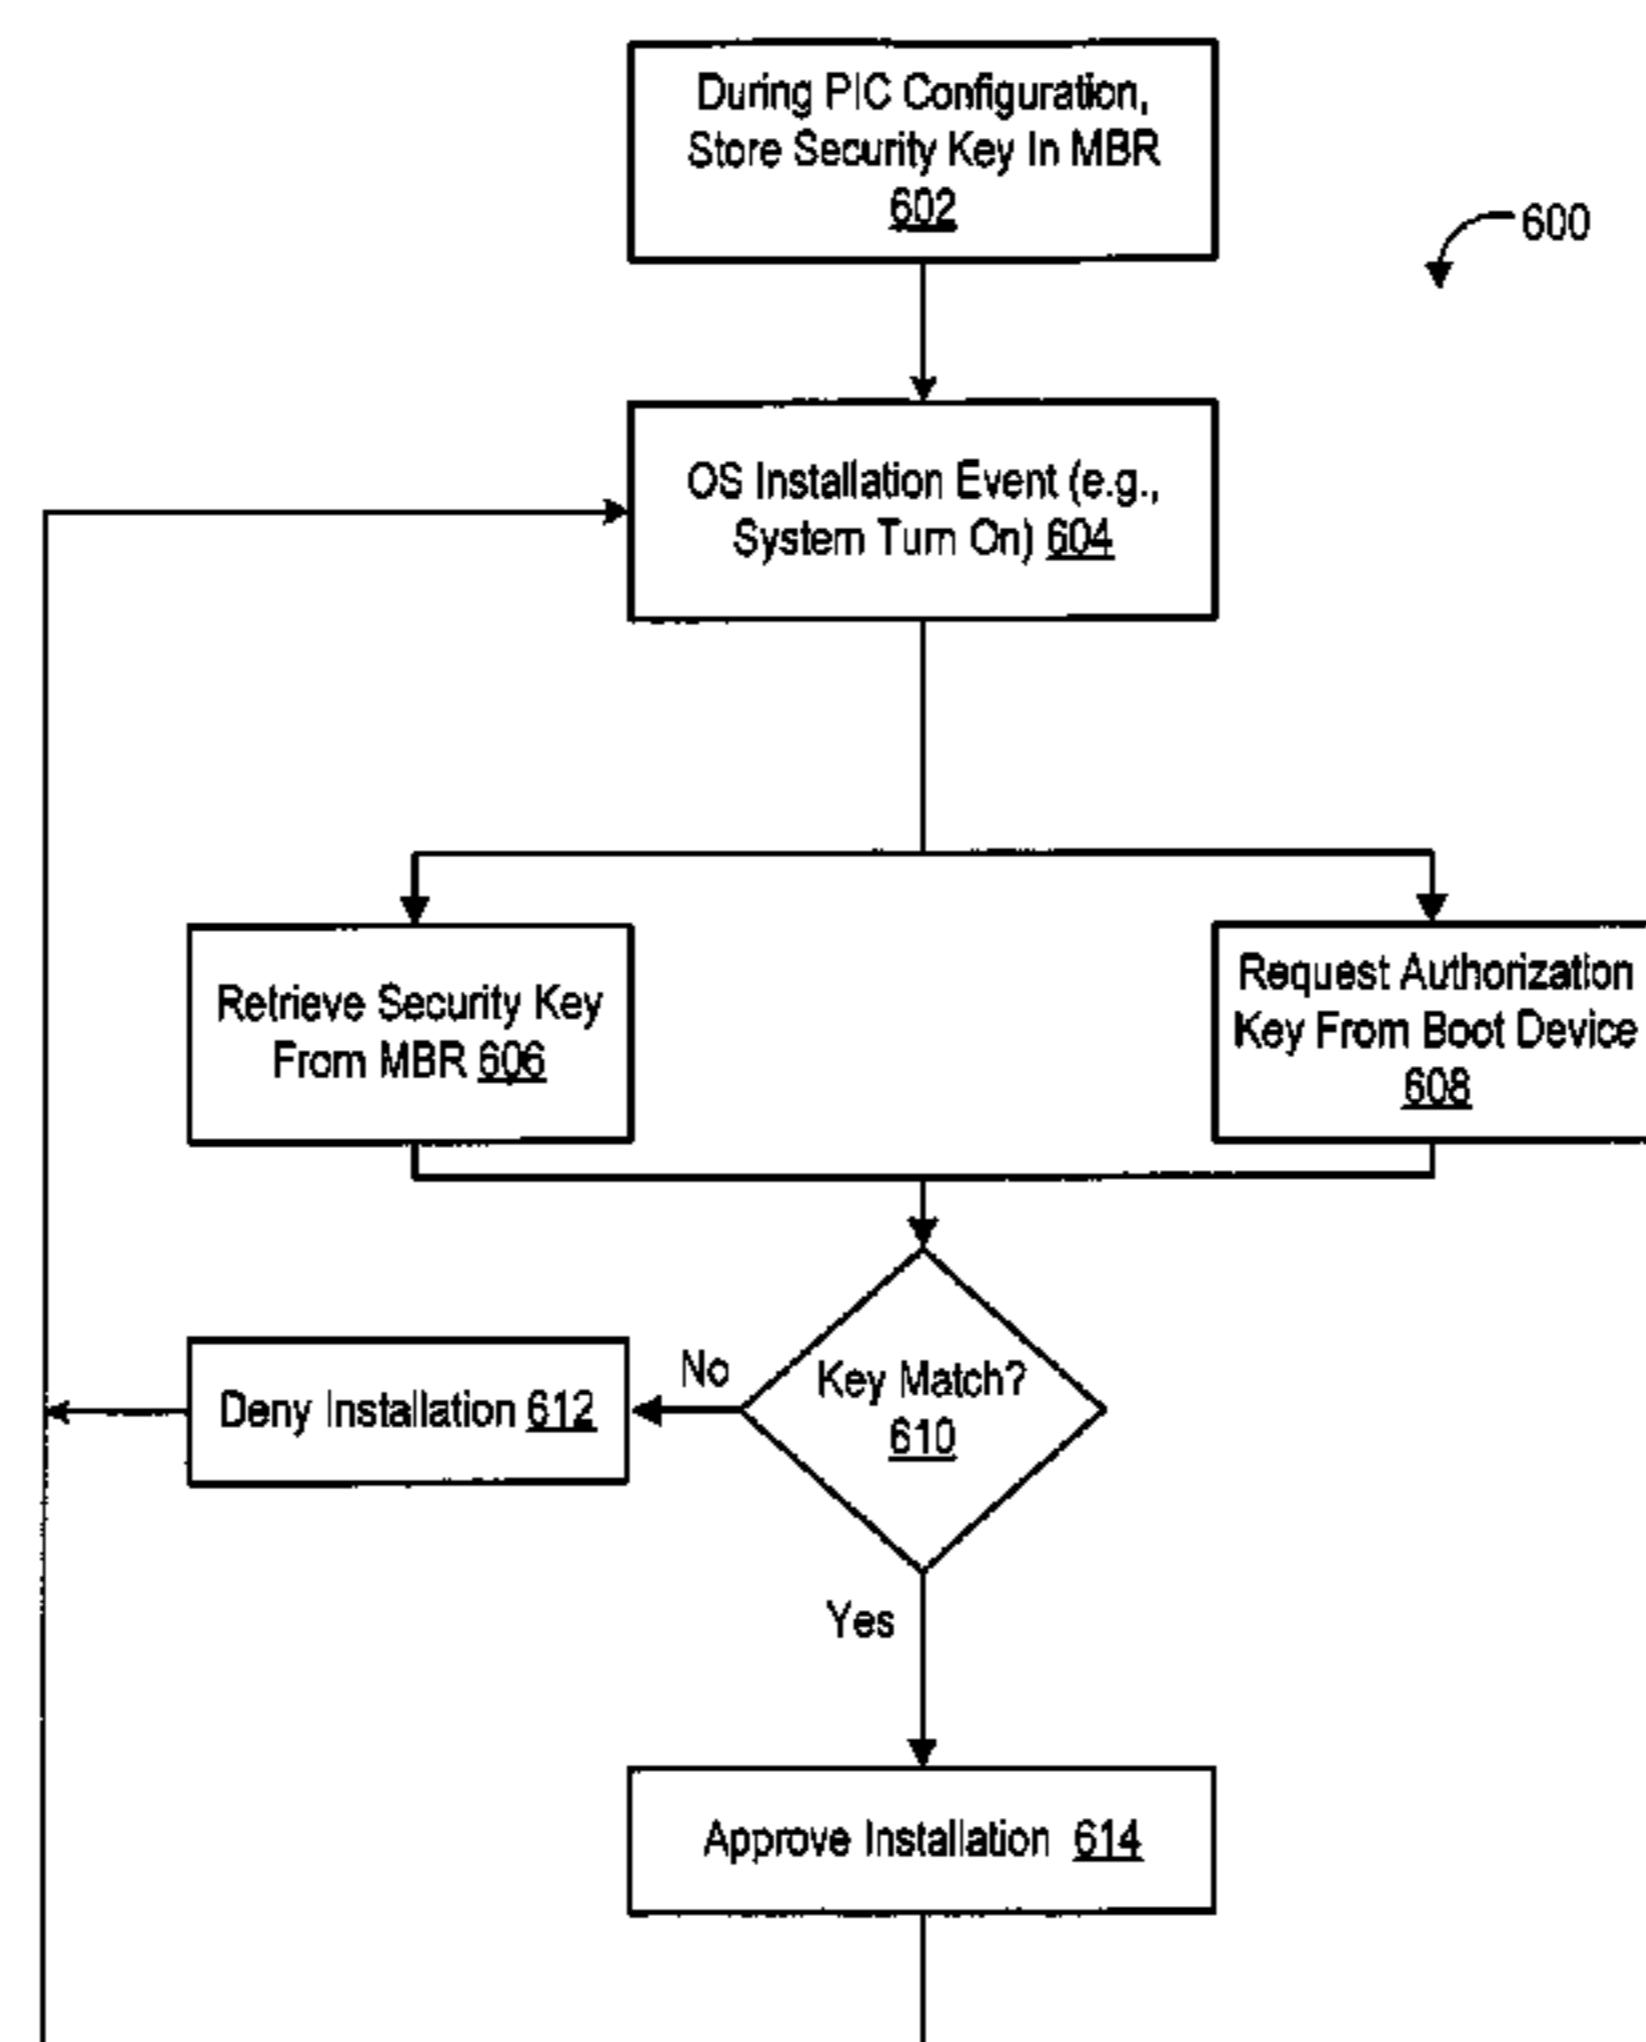 During PIC Configuration,
Store Security Key In MBR
602
600
OS Installation Event (e.g.,
System Turn On) 604
Retrieve Security Key
From MBR 606
Request Authorization
Key From Boot Device
608
No
Key Match?
610
Deny Installation 612
Yes
Approve Installation 614